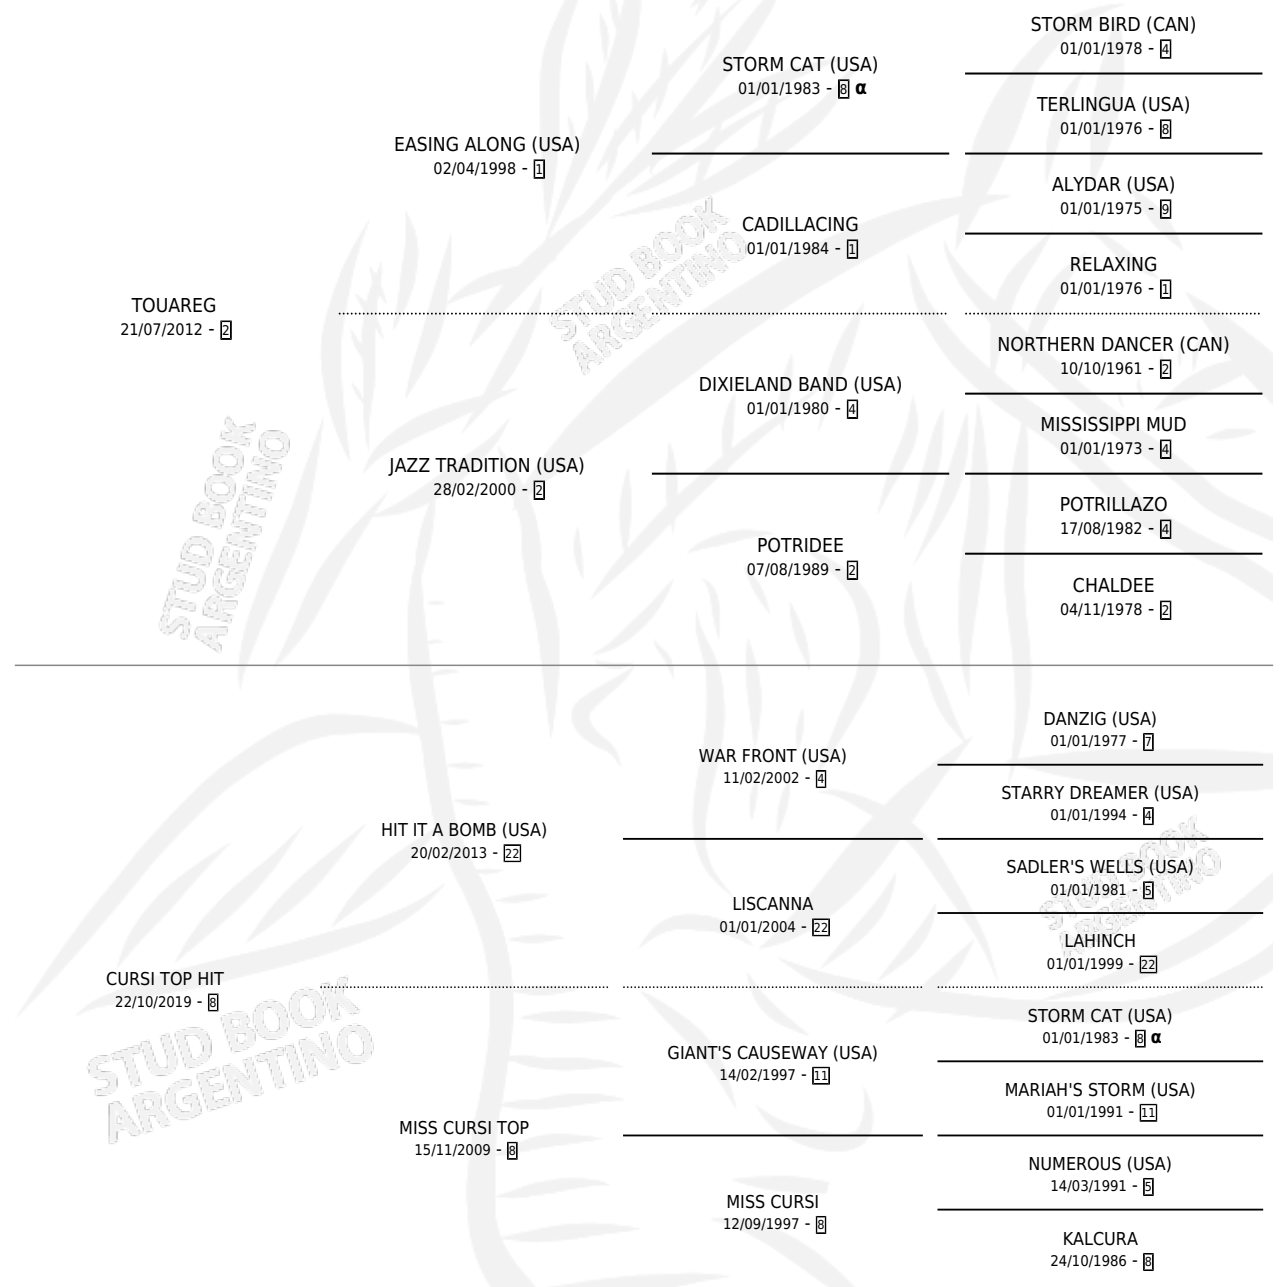 STORM BIRD (CAN)
01/01/1978 - 4
STORM CAT (USA)
01/01/1983 - 8 α
TERLINGUA (USA)
01/01/1976 - 8
EASING ALONG (USA)
02/04/1998 - 1
ALYDAR (USA)
01/01/1975 - 9
CADILLACING
01/01/1984 - 1
RELAXING
01/01/1976 - 1
TOUAREG
21/07/2012 - 2
NORTHERN DANCER (CAN)
10/10/1961 - 2
DIXIELAND BAND (USA)
01/01/1980 - 4
MISSISSIPPI MUD
01/01/1973 - 4
JAZZ TRADITION (USA)
28/02/2000 - 2
POTRILLAZO
17/08/1982 - 4
POTRIDEE
07/08/1989 - 2
CHALDEE
04/11/1978 - 2
DANZIG (USA)
01/01/1977 - 7
WAR FRONT (USA)
11/02/2002 - 4
STARRY DREAMER (USA)
01/01/1994 - 4
HIT IT A BOMB (USA)
20/02/2013 - 22
SADLER'S WELLS (USA)
01/01/1981 - 5
LISCANNA
01/01/2004 - 22
LAHINCH
01/01/1999 - 22
CURSI TOP HIT
22/10/2019 - 8
STORM CAT (USA)
01/01/1983 - 8 α
GIANT'S CAUSEWAY (USA)
14/02/1997 - 11
MARIAH'S STORM (USA)
01/01/1991 - 11
MISS CURSI TOP
15/11/2009 - 8
NUMEROUS (USA)
14/03/1991 - 5
MISS CURSI
12/09/1997 - 8
KALCURA
24/10/1986 - 8
STUD BOOK
ARGENTINO
STUD BOOK
ARGENTINO
STUD BOOK
ARGENTINO
STUD BOOK
ARGENTINO